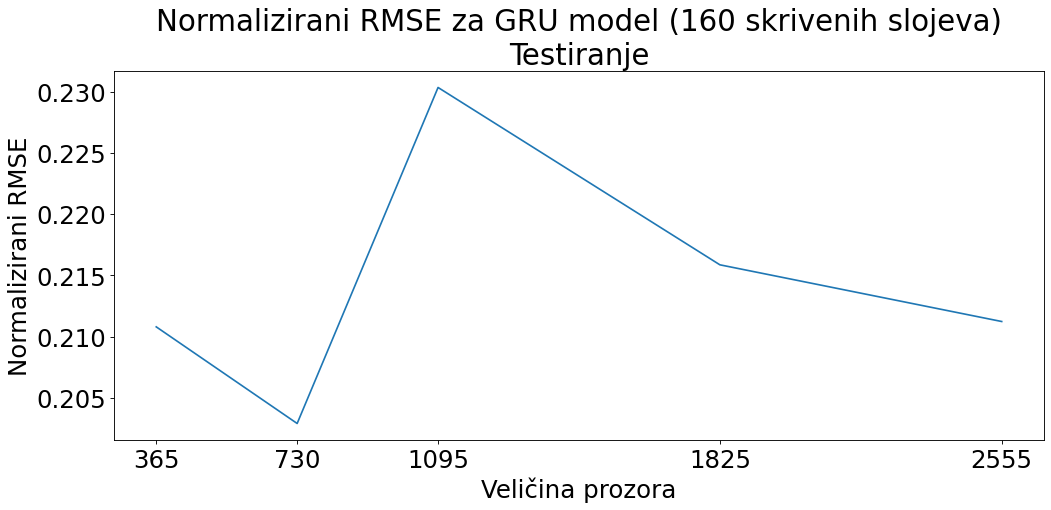 Normalizirani RMSE za GRU model (160 skrivenih slojeva)
Testiranje
Normalizirani RMSE
0.230
0.225
0.220
0.215
0.210
0.205
365 730 1095 1825 2555
Veličina prozora